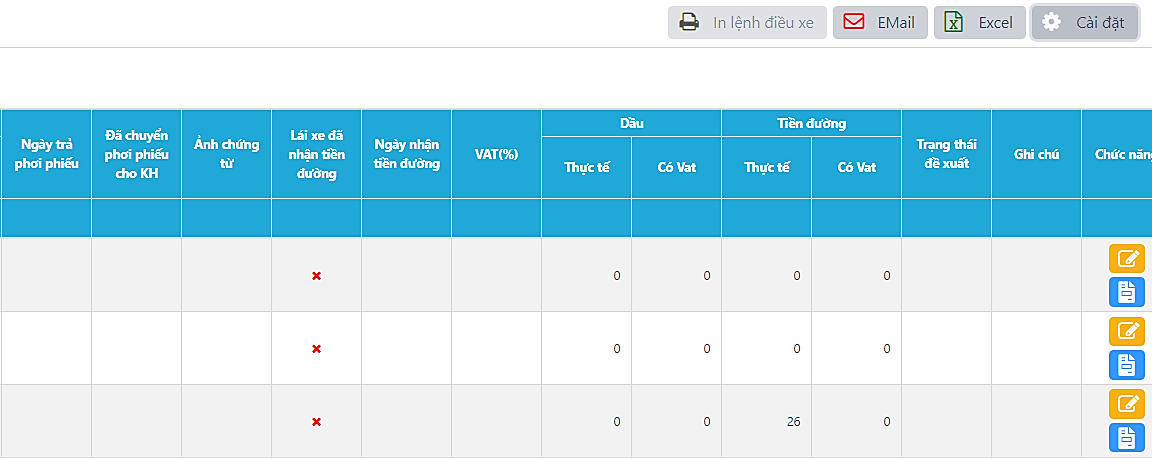 In lệnh điều xe EMail Excel Cài đặt
Ngày trả phơi phiếu
Đã chuyển phơi phiếu cho KH
Ảnh chứng từ
Lái xe đã nhận tiền đường
Ngày nhận tiền đường
VAT(%)
Dầu
Thực tế Có Vat
Tiền đường
Thực tế Có Vat
Trạng thái đề xuất
Ghi chú
Chức năng
0 0 0 0
0 0 0 0
0 0 26 0